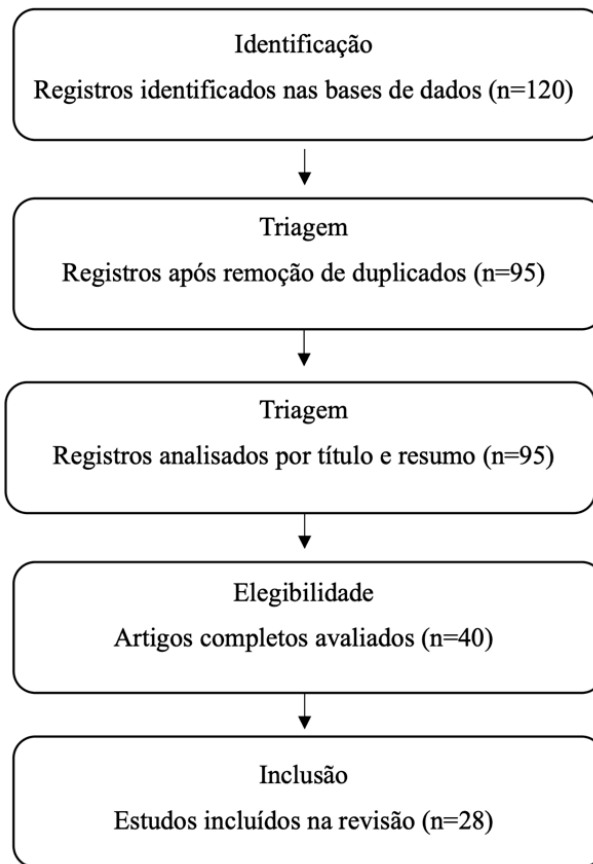 Identificação
Registros identificados nas bases de dados (n=120)
Triagem
Registros após remoção de duplicados (n=95)
Triagem
Registros analisados por título e resumo (n=95)
Elegibilidade
Artigos completos avaliados (n=40)
Inclusão
Estudos incluídos na revisão (n=28)